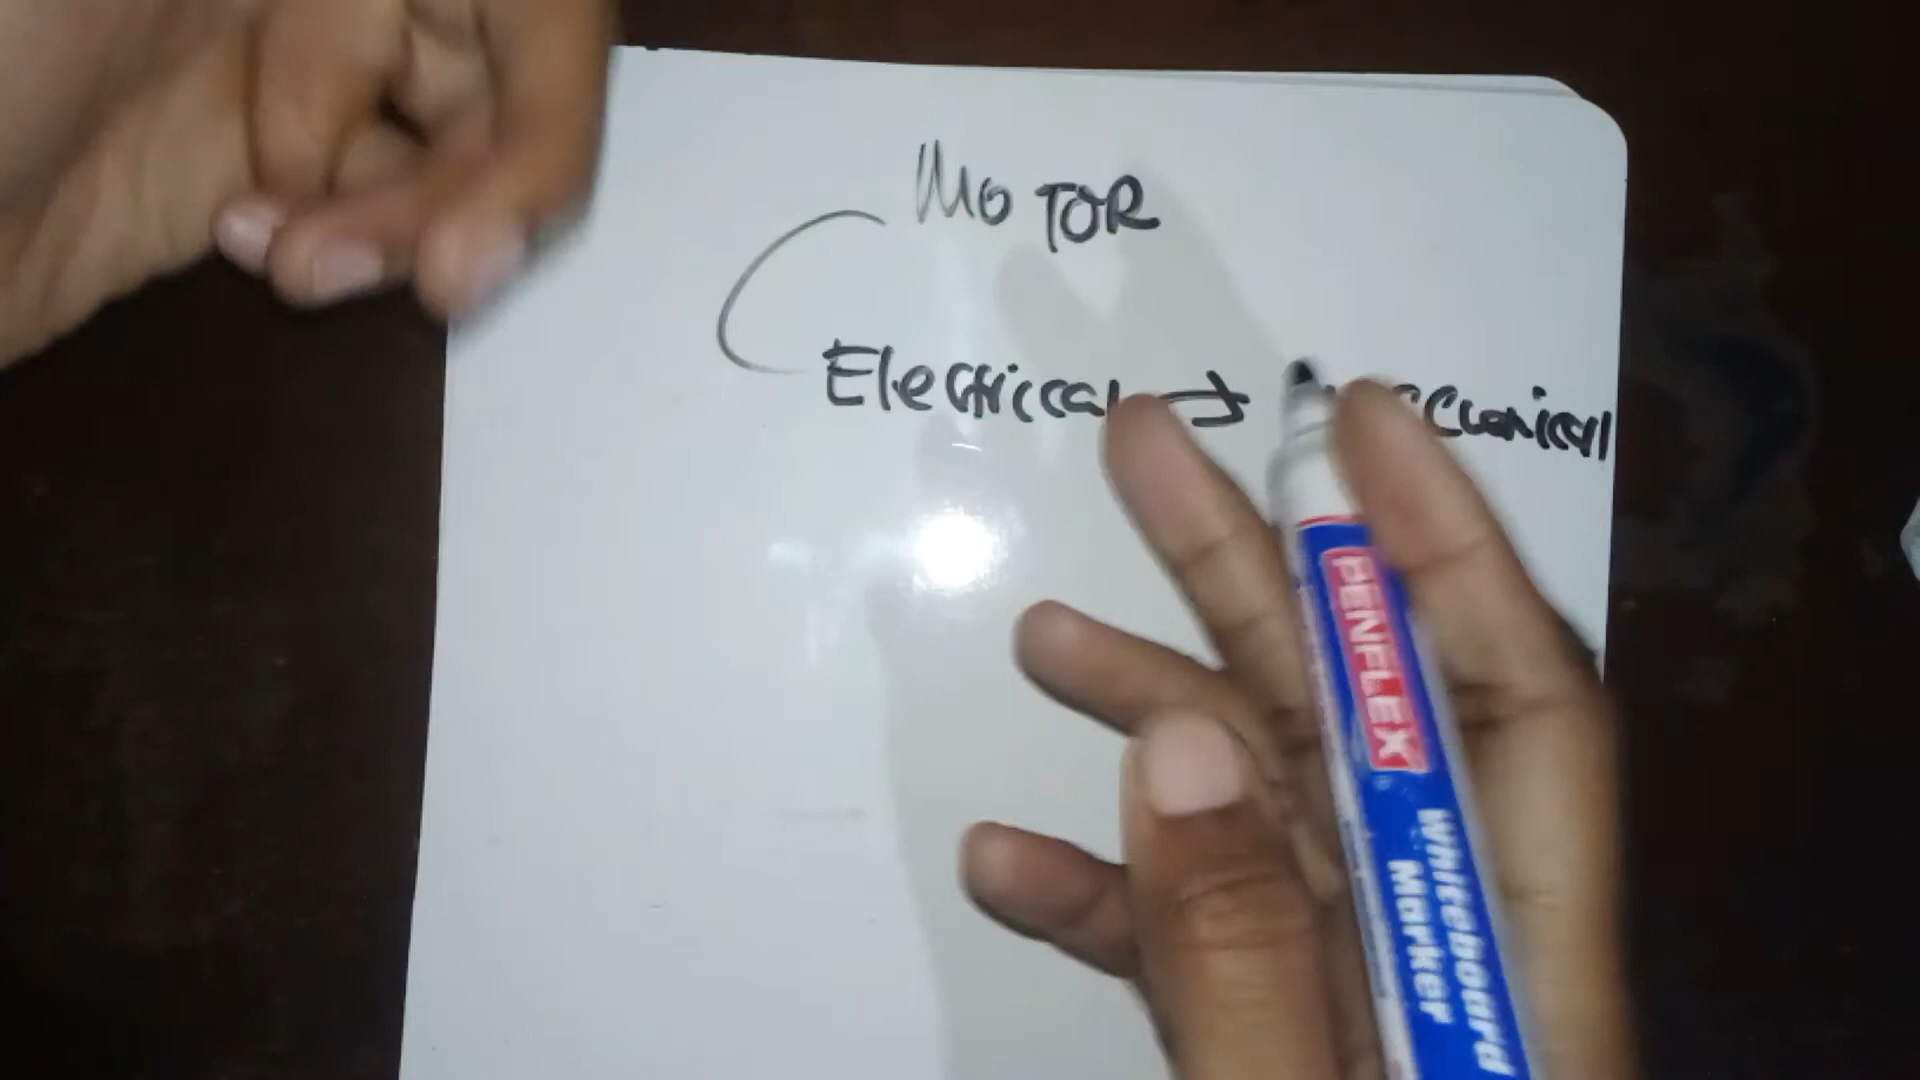 MOTOR
Electrical →
PENFLEX
Whiteboard
Marker